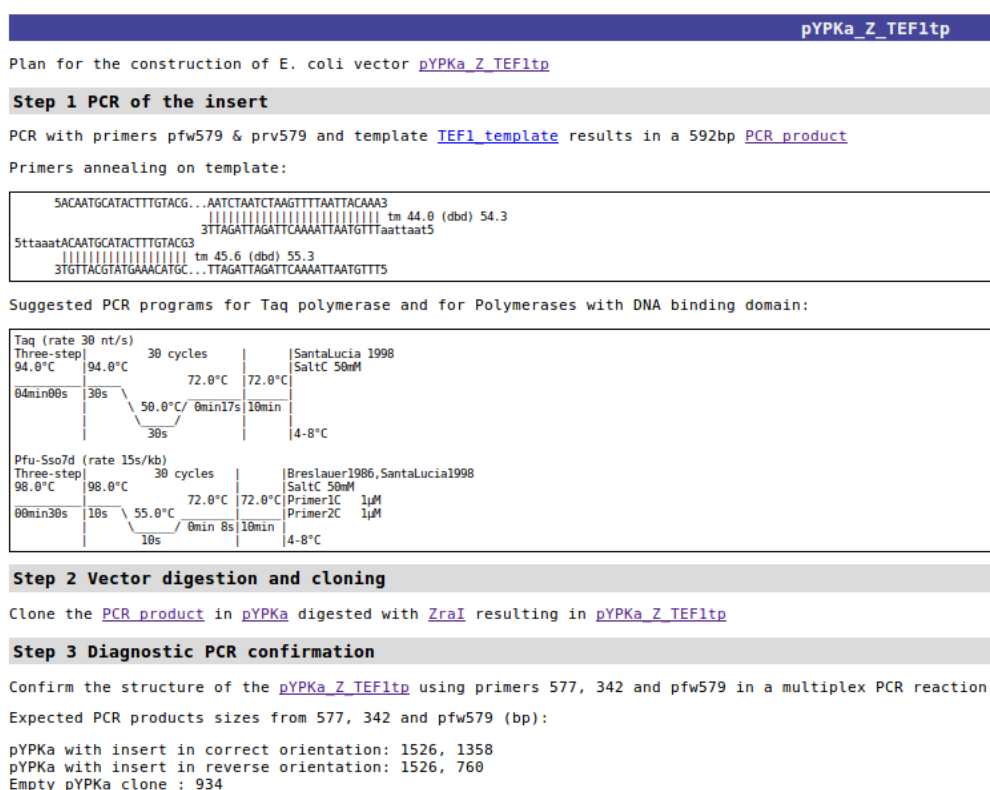 pYPKa_Z_TEF1tp
Plan for the construction of E. coli vector pYPKa_Z_TEF1tp
Step 1 PCR of the insert
PCR with primers pfw579 & prv579 and template TEF1_template results in a 592bp PCR product
Primers annealing on template:
5ACAATGCATACTTTGTACG...AATCTAATCTAAGTTTTAATTACAAA3
|||||||||||||||||||||||||| tm 44.0 (dbd) 54.3
3TTAGATTAGATTCAAAATTAATGTTTaattaat5
5ttaaatACAATGCATACTTTGTACG3
||||||||||||||||||| tm 45.6 (dbd) 55.3
3TGTTACGTATGAAACATGC...TTAGATTAGATTCAAAATTAATGTTT5
Suggested PCR programs for Taq polymerase and for Polymerases with DNA binding domain:
Taq (rate 30 nt/s)
Three-step| 30 cycles | |SantaLucia 1998
94.0°C |94.0°C | |SaltC 50mM
__________|_____ 72.0°C |72.0°C|
04min00s |30s \ ________|______|
| \ 50.0°C/ 0min17s|10min |
| \_____/ | |
| 30s | |4-8°C
Pfu-Sso7d (rate 15s/kb)
Three-step| 30 cycles | |Breslauer1986,SantaLucia1998
98.0°C |98.0°C | |SaltC 50mM
__________|_____ 72.0°C |72.0°C|Primer1C 1µM
00min30s |10s \ 55.0°C ________|______|Primer2C 1µM
| \______/ 0min 8s|10min |
| 10s | |4-8°C
Step 2 Vector digestion and cloning
Clone the PCR product in pYPKa digested with ZraI resulting in pYPKa_Z_TEF1tp
Step 3 Diagnostic PCR confirmation
Confirm the structure of the pYPKa_Z_TEF1tp using primers 577, 342 and pfw579 in a multiplex PCR reaction
Expected PCR products sizes from 577, 342 and pfw579 (bp):
pYPKa with insert in correct orientation: 1526, 1358
pYPKa with insert in reverse orientation: 1526, 760
Empty pYPKa clone : 934